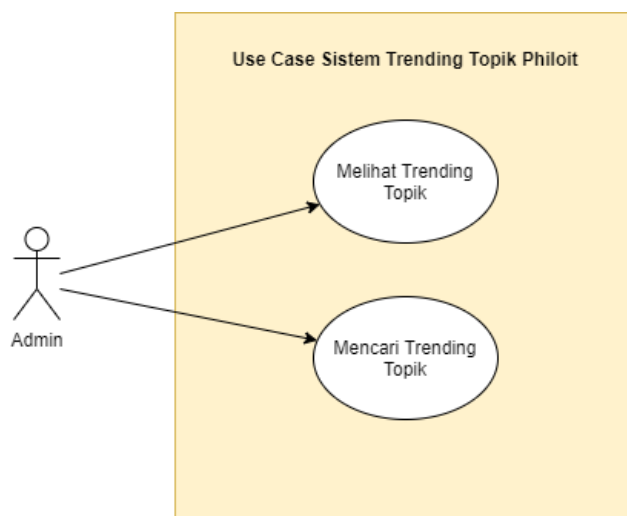 Use Case Sistem Trending Topik Philoit
Melihat Trending
Topik
Admin
Mencari Trending
Topik